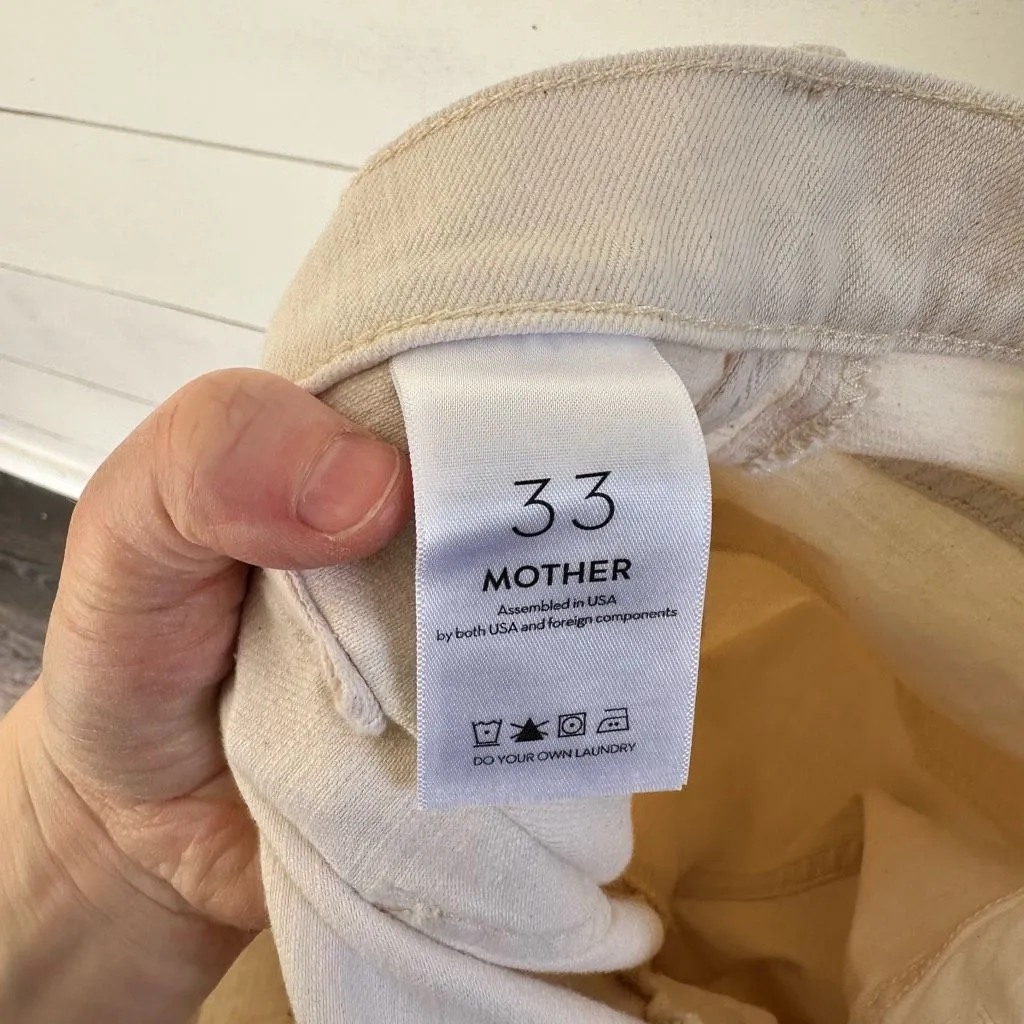 33
MOTHER
Assembled in USA
by both USA and foreign components
DO YOUR OWN LAUNDRY